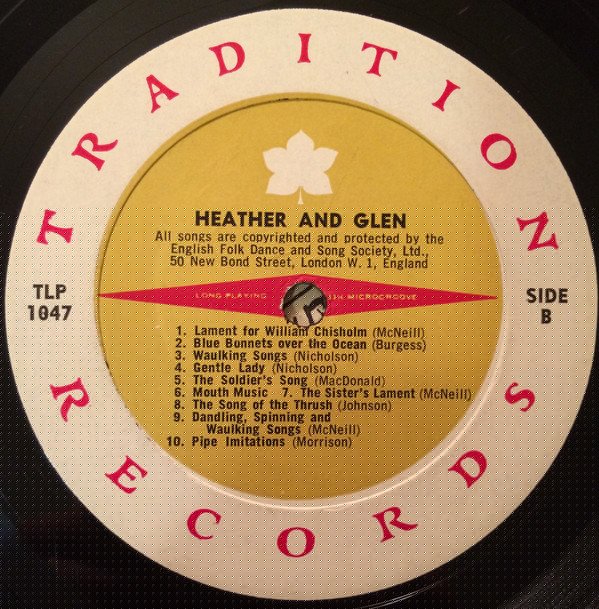 TRADITION
HEATHER AND GLEN
All songs are copyrighted and protected by the
English Folk Dance and Song Society, Ltd.,
50 New Bond Street, London W. 1, England
LONG PLAYING 33⅓ MICROGROOVE
TLP
1047
SIDE
B
1. Lament for William Chisholm (McNeill)
2. Blue Bonnets over the Ocean (Burgess)
3. Waulking Songs (Nicholson)
4. Gentle Lady (Nicholson)
5. The Soldier's Song (MacDonald)
6. Mouth Music 7. The Sister's Lament (McNeill)
8. The Song of the Thrush (Johnson)
9. Dandling, Spinning and
Waulking Songs (McNeill)
10. Pipe Imitations (Morrison)
RECORDS